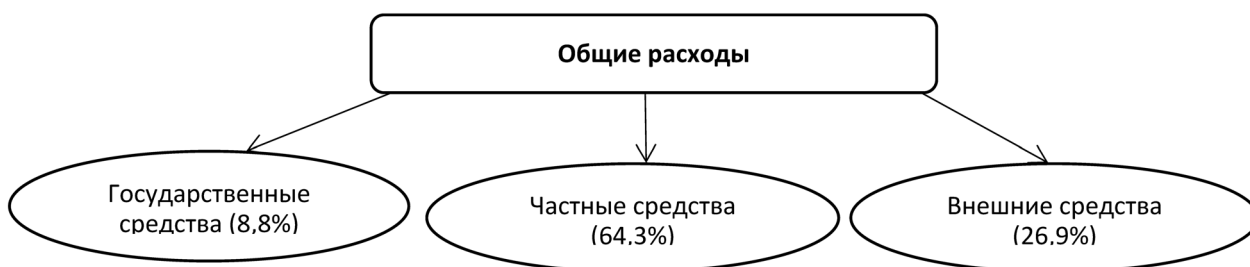 Общие расходы
Государственные
средства (8,8%)
Частные средства
(64,3%)
Внешние средства
(26,9%)